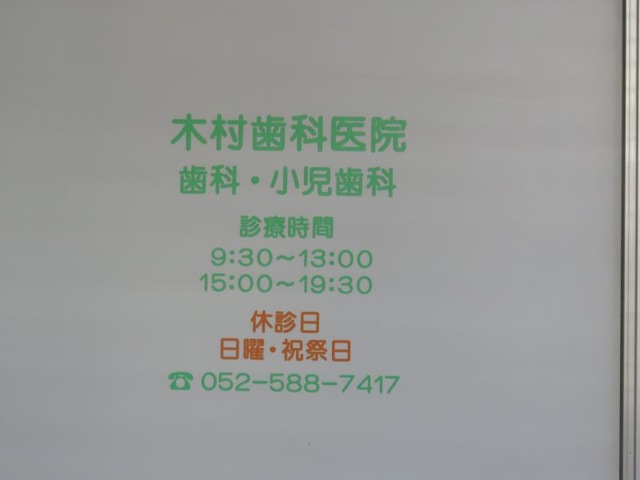 木村歯科医院
歯科・小児歯科
診療時間
9:30～13:00
15:00～19:30
休診日
日曜・祝祭日
☎ 052-588-7417